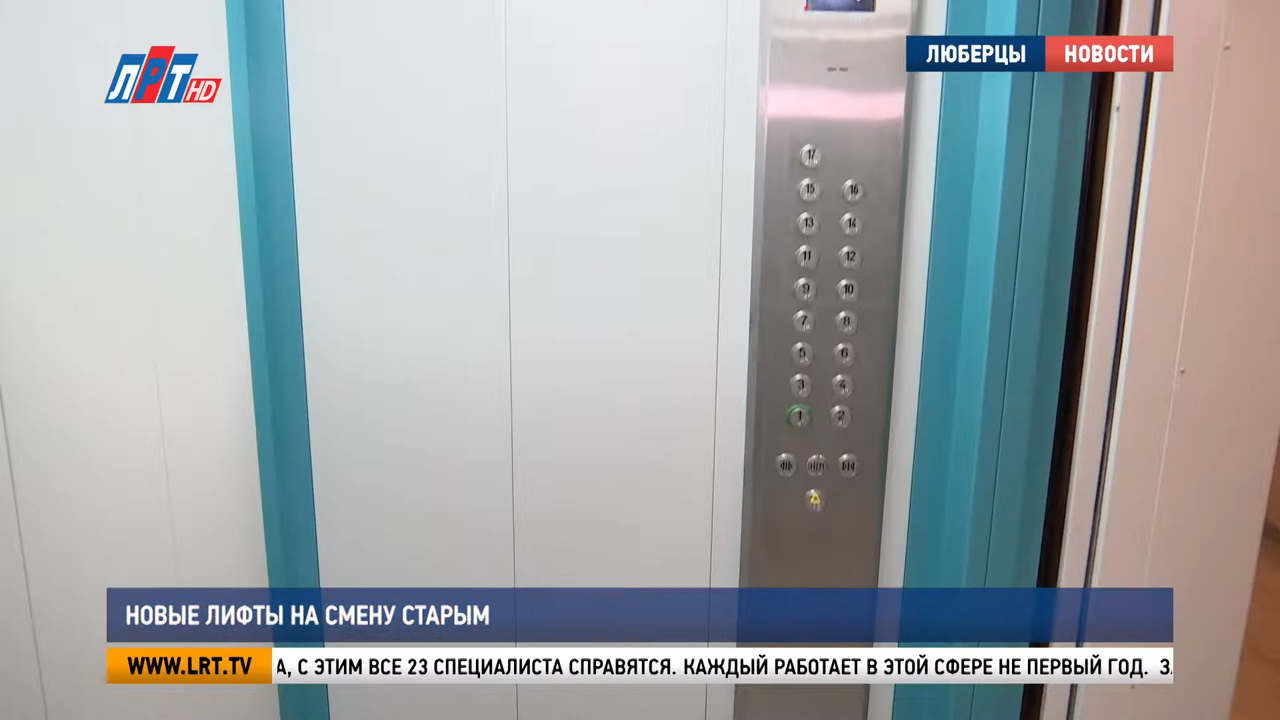 ЛРТ HD
ЛЮБЕРЦЫ НОВОСТИ
17
15 16
13 14
11 12
9 10
7 8
5 6
3 4
1 2
НОВЫЕ ЛИФТЫ НА СМЕНУ СТАРЫМ
WWW.LRT.TV А, С ЭТИМ ВСЕ 23 СПЕЦИАЛИСТА СПРАВЯТСЯ. КАЖДЫЙ РАБОТАЕТ В ЭТОЙ СФЕРЕ НЕ ПЕРВЫЙ ГОД. З